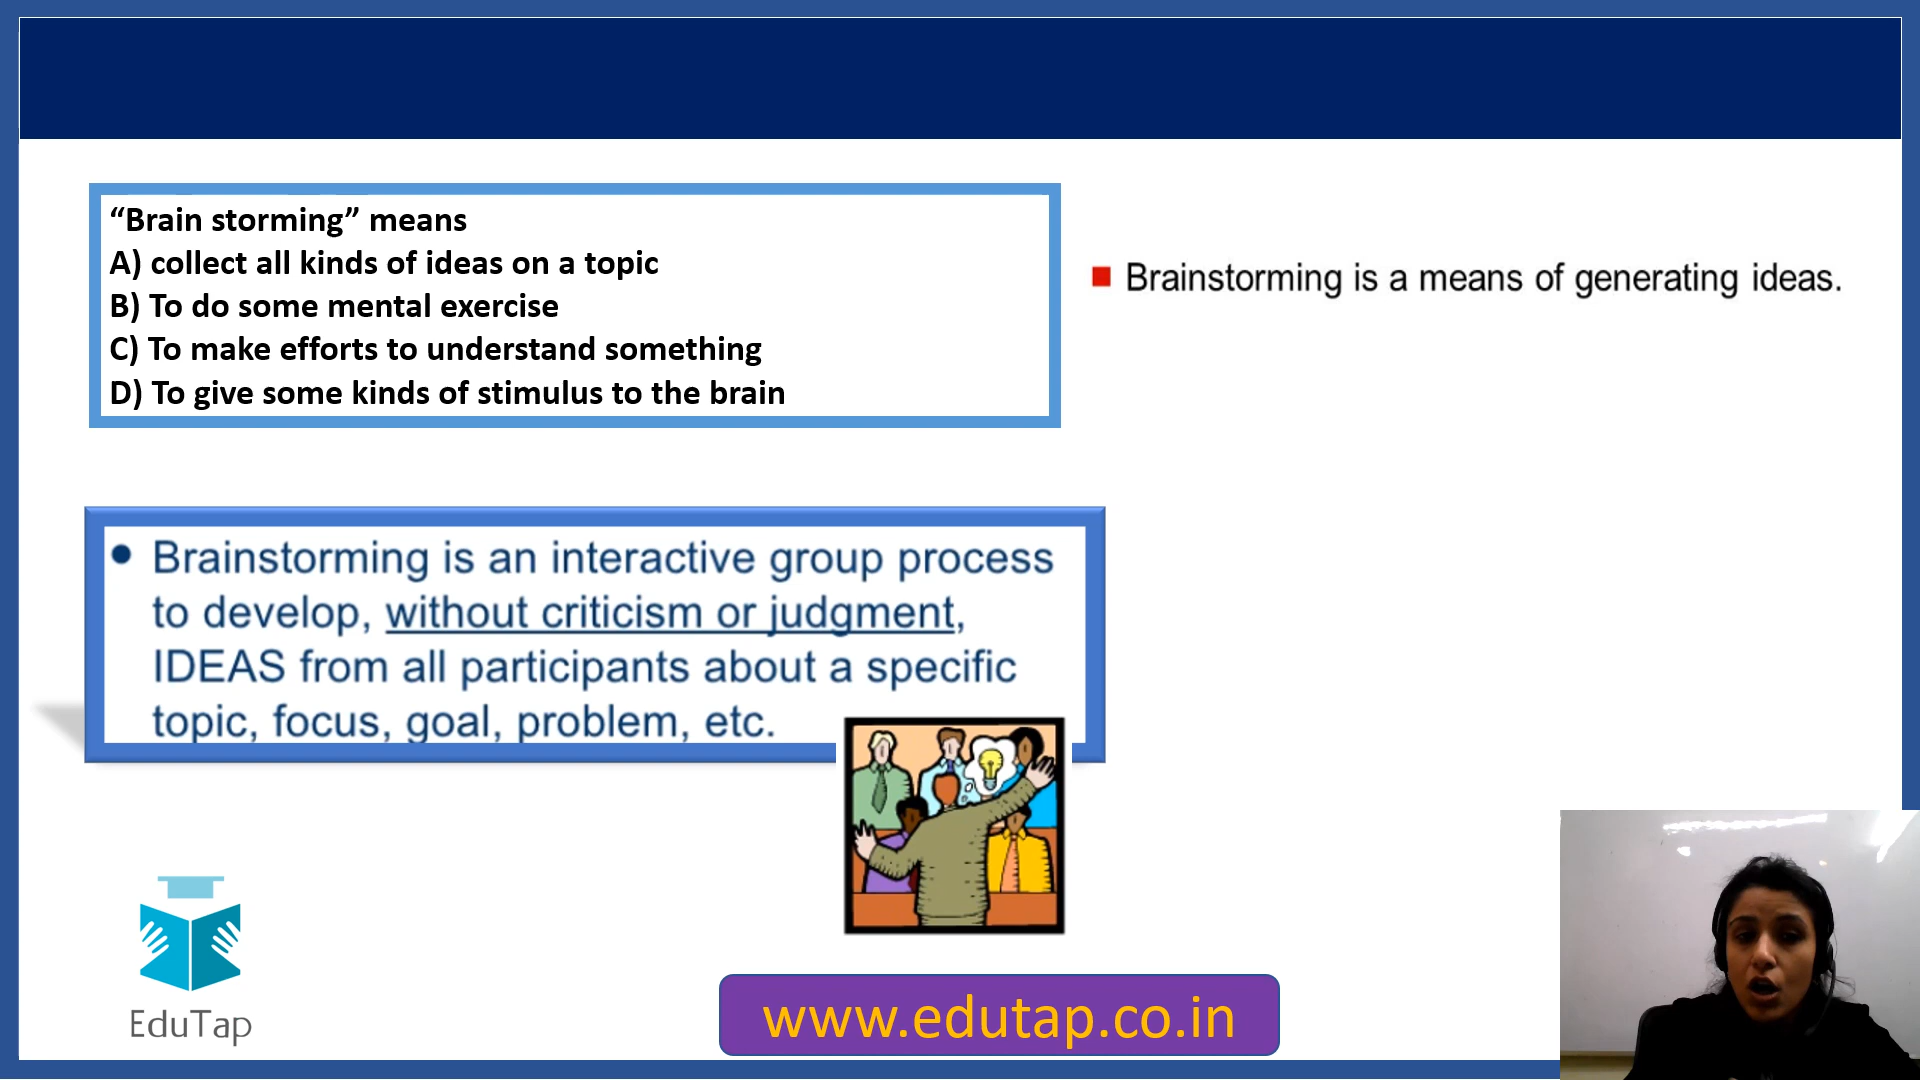 “Brain storming” means
A) collect all kinds of ideas on a topic
B) To do some mental exercise
C) To make efforts to understand something
D) To give some kinds of stimulus to the brain
Brainstorming is a means of generating ideas.
Brainstorming is an interactive group process
to develop, without criticism or judgment,
IDEAS from all participants about a specific
topic, focus, goal, problem, etc.
EduTap
www.edutap.co.in